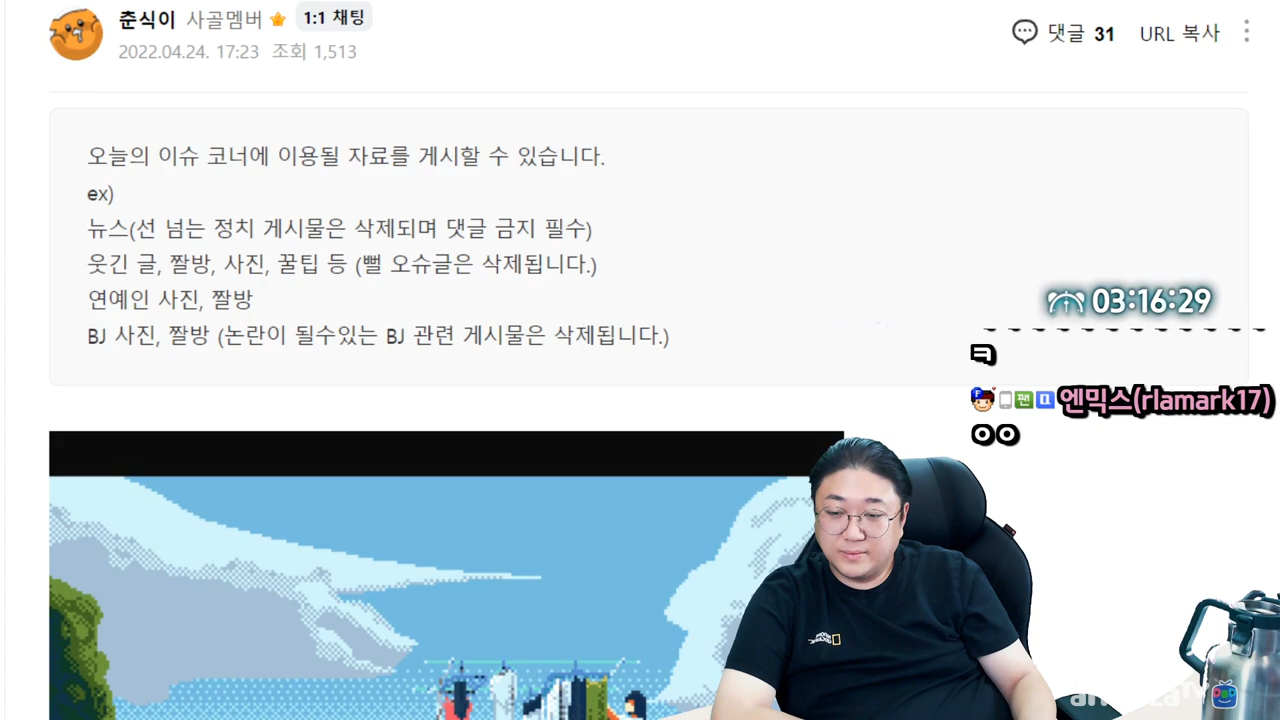 춘식이 사골멤버 1:1 채팅
2022.04.24. 17:23 조회 1,513
댓글 31 URL 복사
오늘의 이슈 코너에 이용될 자료를 게시할 수 있습니다.
ex)
뉴스(선 넘는 정치 게시물은 삭제되며 댓글 금지 필수)
웃긴 글, 짤방, 사진, 꿀팁 등 (뻘 오슈글은 삭제됩니다.)
연예인 사진, 짤방
BJ 사진, 짤방 (논란이 될수있는 BJ 관련 게시물은 삭제됩니다.)
03:16:29
ㅋ
F 팬 엔믹스(rlamark17)
ㅇㅇ